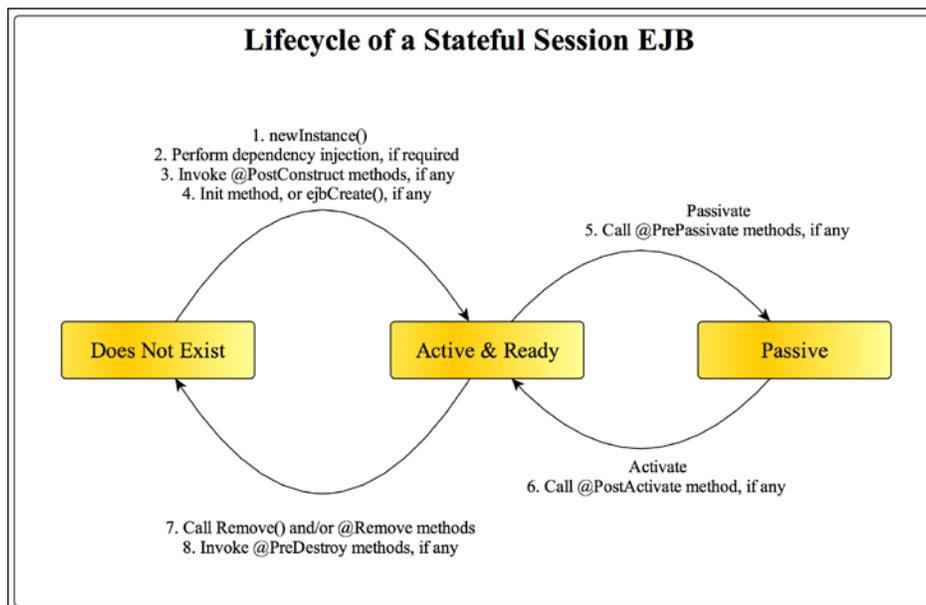 Lifecycle of a Stateful Session EJB
1. newInstance()
2. Perform dependency injection, if required
3. Invoke @PostConstruct methods, if any
4. Init method, or ejbCreate(), if any
Passivate
5. Call @PrePassivate methods, if any
Does Not Exist
Active & Ready
Passive
Activate
6. Call @PostActivate method, if any
7. Call Remove() and/or @Remove methods
8. Invoke @PreDestroy methods, if any